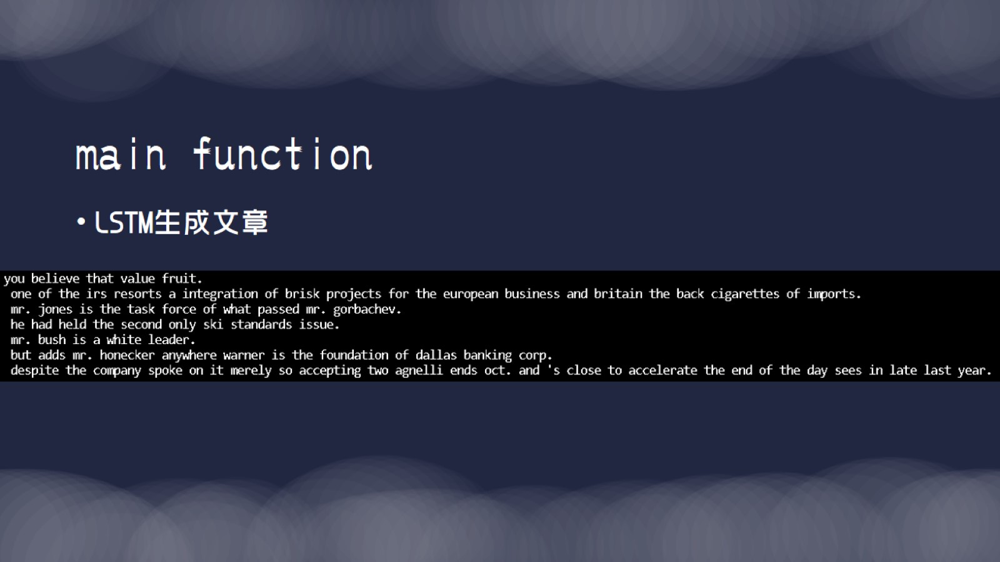 main function
• LSTM生成文章
you believe that value fruit.
one of the irs resorts a integration of brisk projects for the european business and britain the back cigarettes of imports.
mr. jones is the task force of what passed mr. gorbachev.
he had held the second only ski standards issue.
mr. bush is a white leader.
but adds mr. honecker anywhere warner is the foundation of dallas banking corp.
despite the company spoke on it merely so accepting two agnelli ends oct. and 's close to accelerate the end of the day sees in late last year.